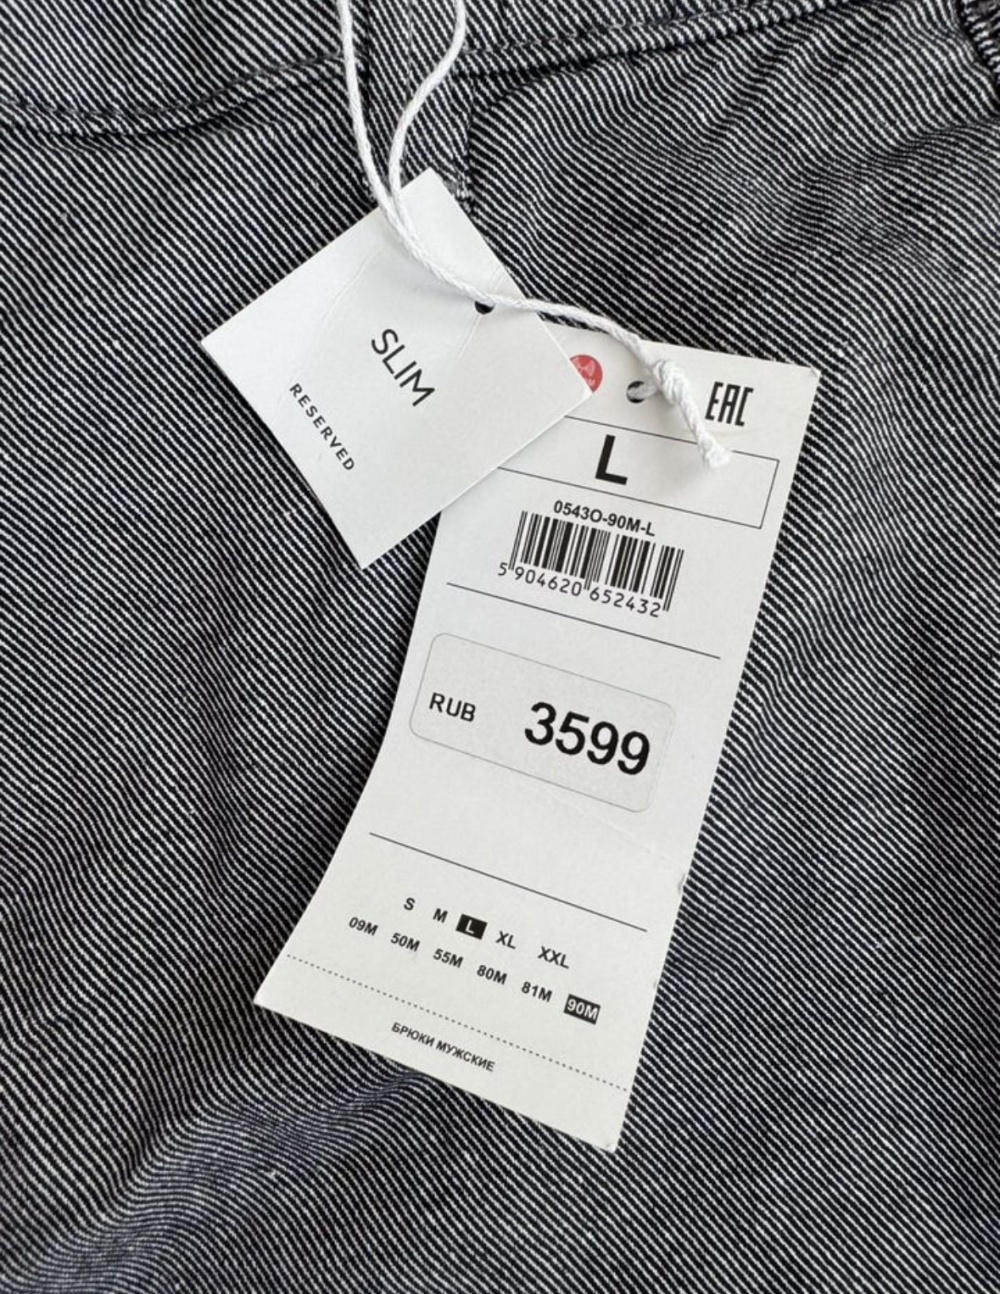 SLIM
RESERVED
EAC
L
0543O-90M-L
5 904620 652432
RUB 3599
S M L XL XXL
09M 50M 55M 80M 81M 90M
БРЮКИ МУЖСКИЕ